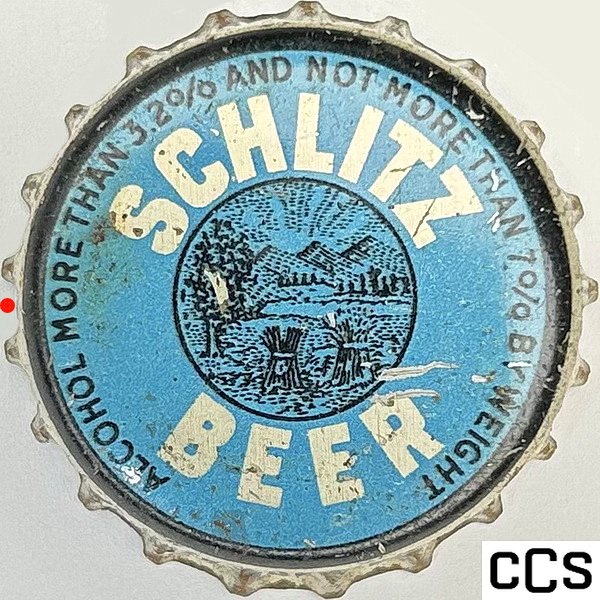 ALCOHOL MORE THAN 3.2% AND NOT MORE THAN 7% BY WEIGHT
SCHLITZ
BEER
CCS